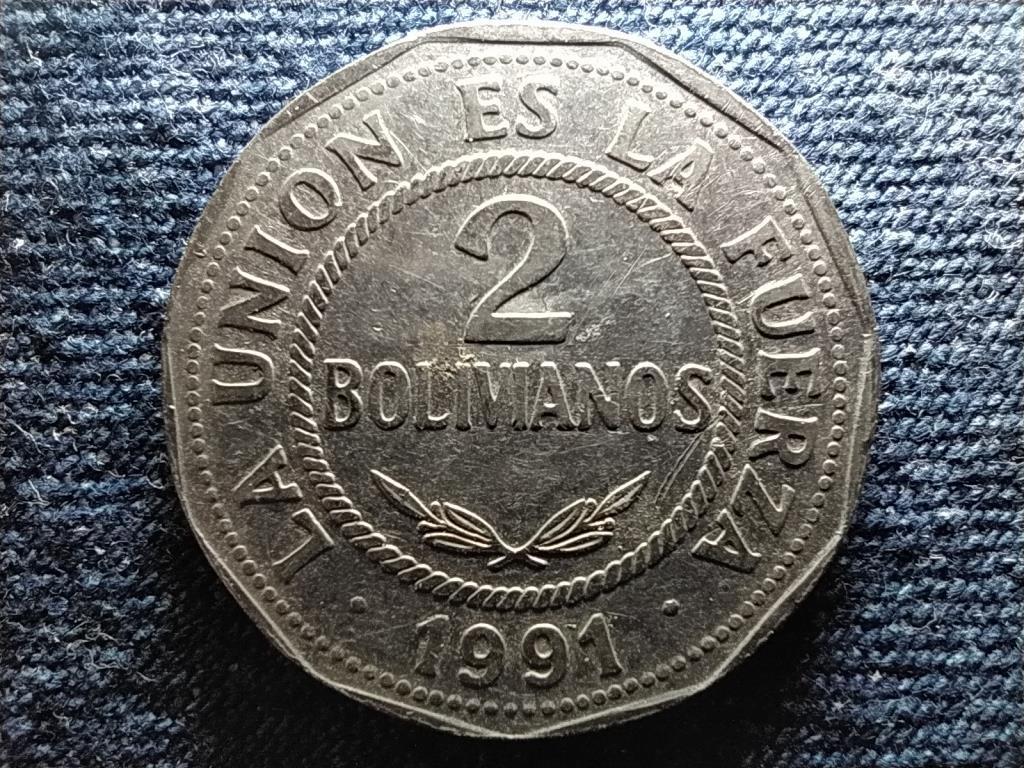 LA UNION ES LA FUERZA
2
BOLIVIANOS
1991